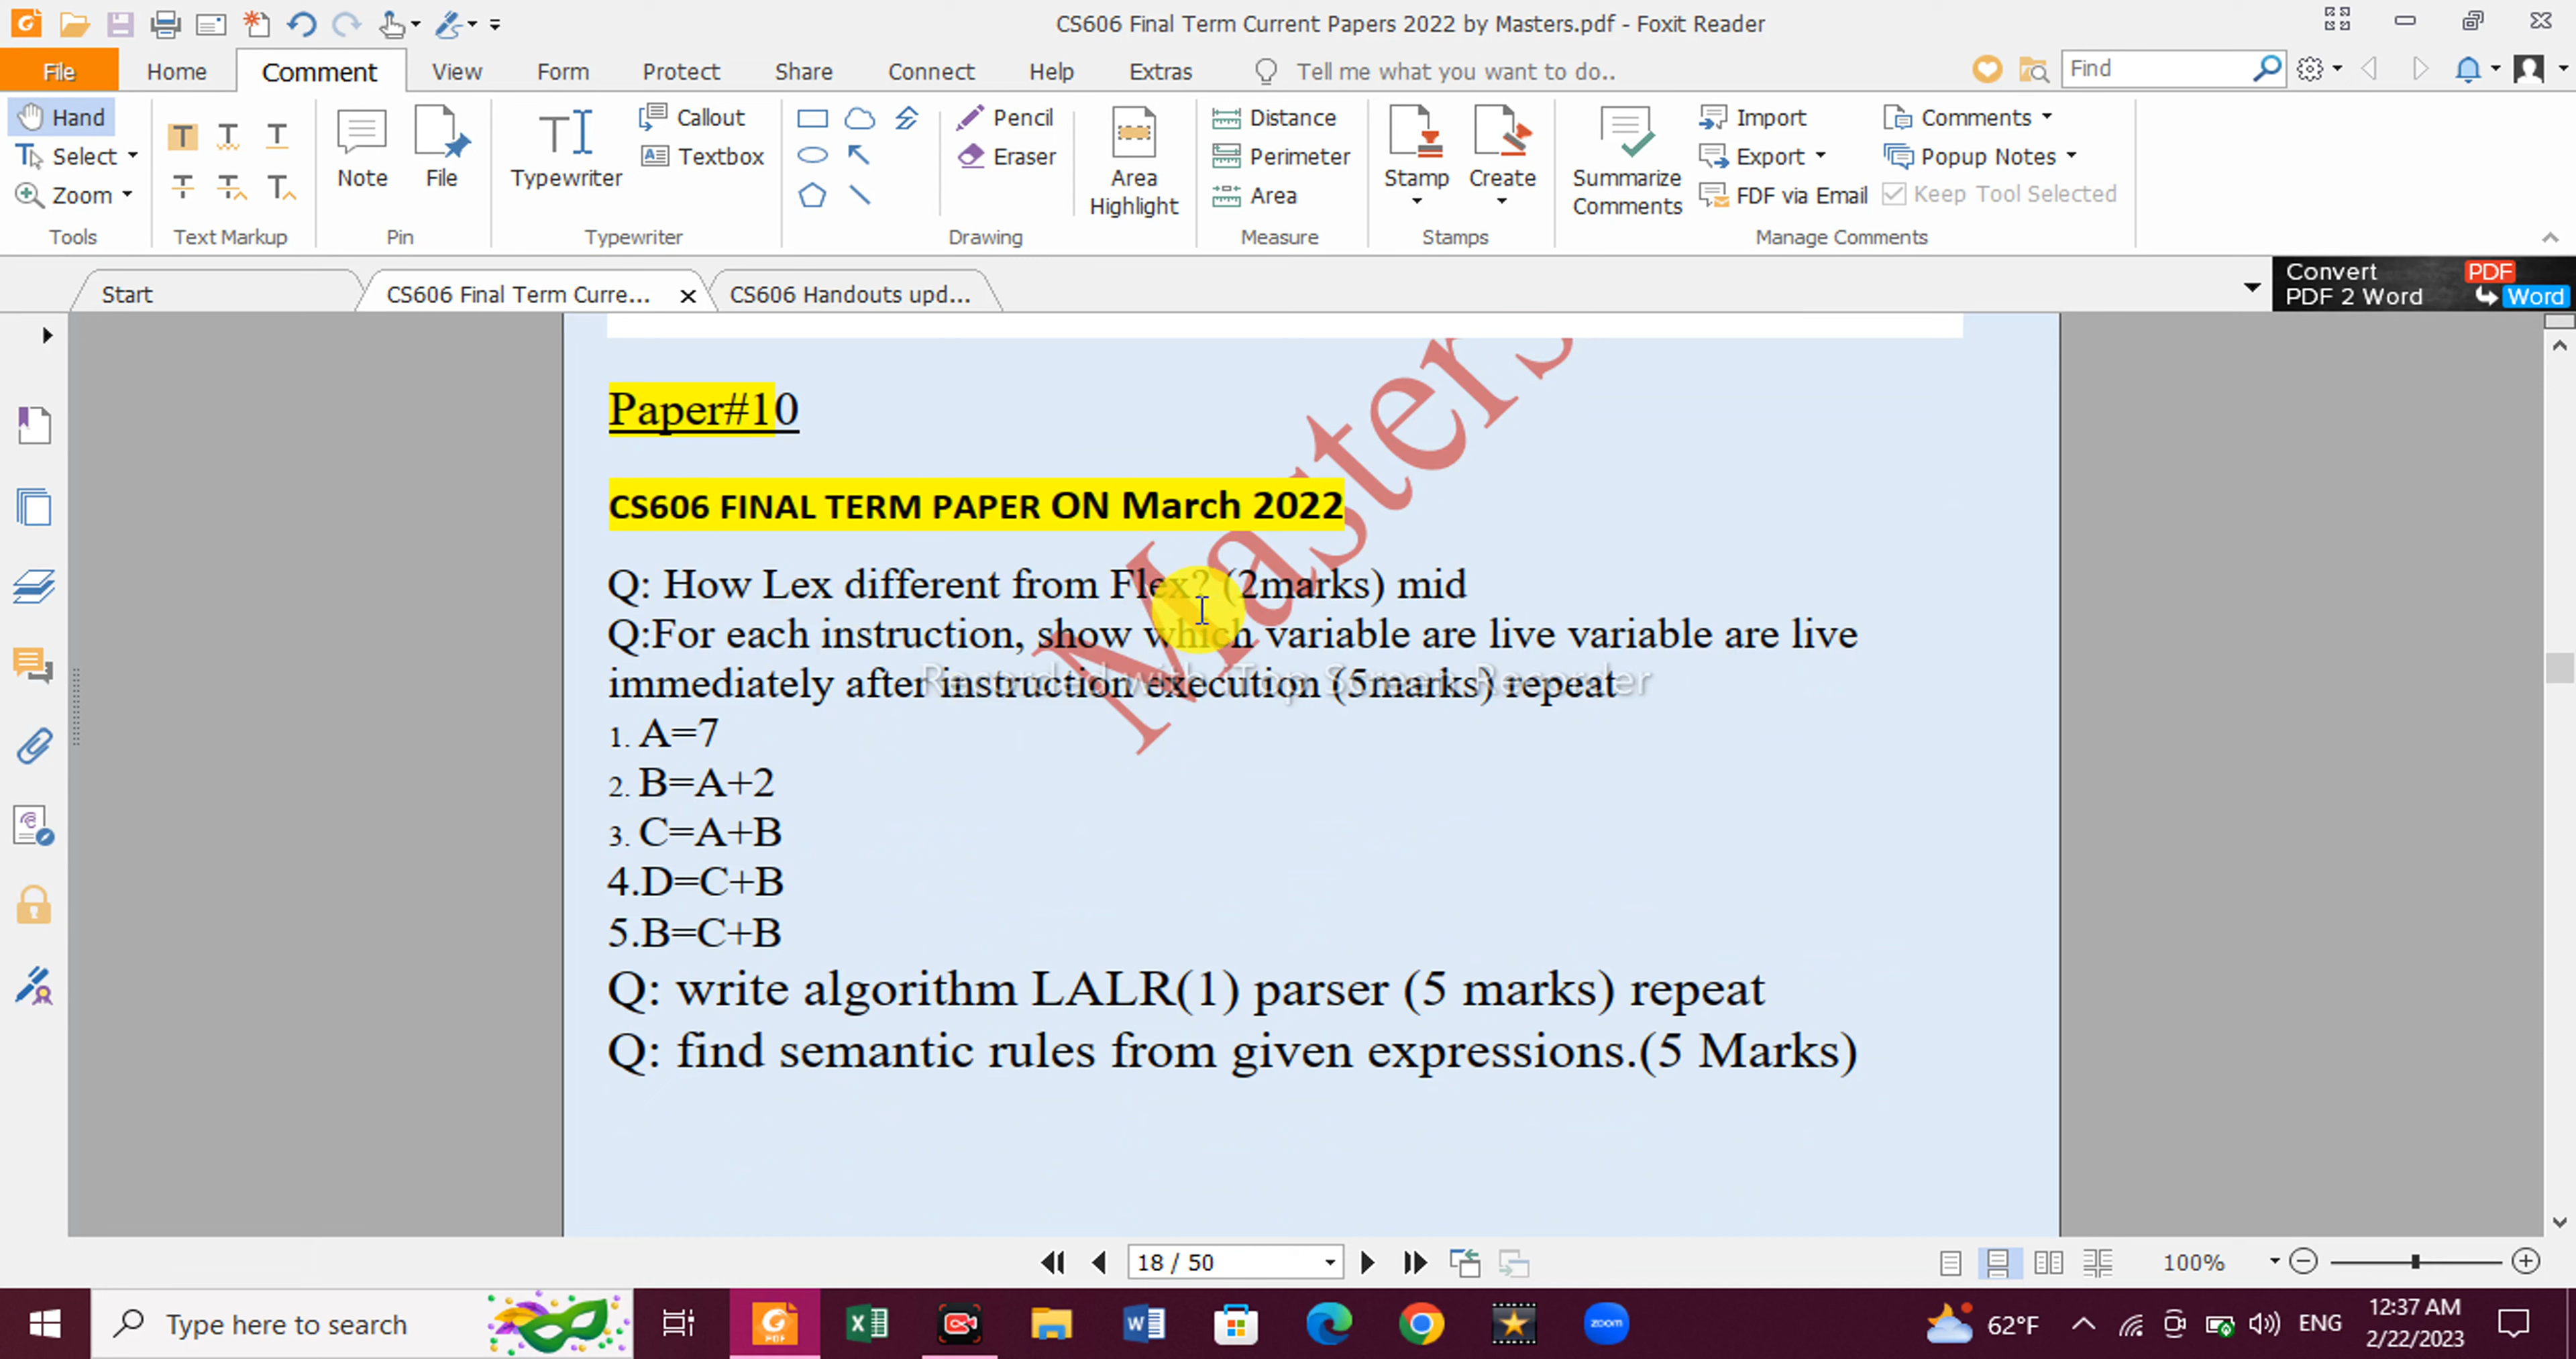 CS606 Final Term Current Papers 2022 by Masters.pdf - Foxit Reader
File Home Comment View Form Protect Share Connect Help Extras Tell me what you want to do.. Find
Hand
Select
Zoom
Tools
Text Markup
Note File
Pin
Typewriter
Callout
Textbox
Typewriter
Pencil
Eraser
Area
Highlight
Drawing
Distance
Perimeter
Area
Measure
Stamp Create
Stamps
Summarize
Comments
Import
Export
FDF via Email
Comments
Popup Notes
Keep Tool Selected
Manage Comments
Start CS606 Final Term Curre... CS606 Handouts upd...
Convert PDF
PDF 2 Word Word
Masters
Paper#10
CS606 FINAL TERM PAPER ON March 2022
Q: How Lex different from Flex? (2marks) mid
Q:For each instruction, show which variable are live variable are live
immediately after instruction execution (5marks) repeat
Recorded with iTop Screen Recorder
1. A=7
2. B=A+2
3. C=A+B
4.D=C+B
5.B=C+B
Q: write algorithm LALR(1) parser (5 marks) repeat
Q: find semantic rules from given expressions.(5 Marks)
18 / 50
100%
Type here to search
PDF
zoom
62°F
ENG
12:37 AM
2/22/2023